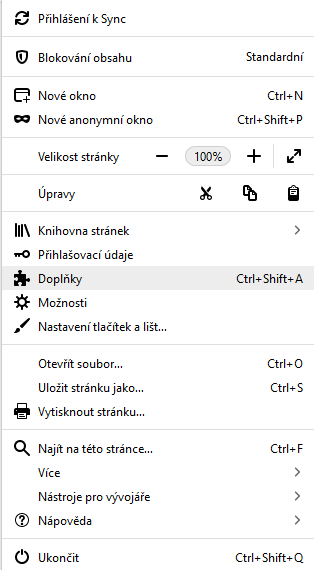 Přihlášení k Sync
Blokování obsahu Standardní
Nové okno Ctrl+N
Nové anonymní okno Ctrl+Shift+P
Velikost stránky 100%
Úpravy
Knihovna stránek
Přihlašovací údaje
Doplňky Ctrl+Shift+A
Možnosti
Nastavení tlačítek a lišt...
Otevřít soubor... Ctrl+O
Uložit stránku jako... Ctrl+S
Vytisknout stránku...
Najít na této stránce... Ctrl+F
Více
Nástroje pro vývojáře
Nápověda
Ukončit Ctrl+Shift+Q